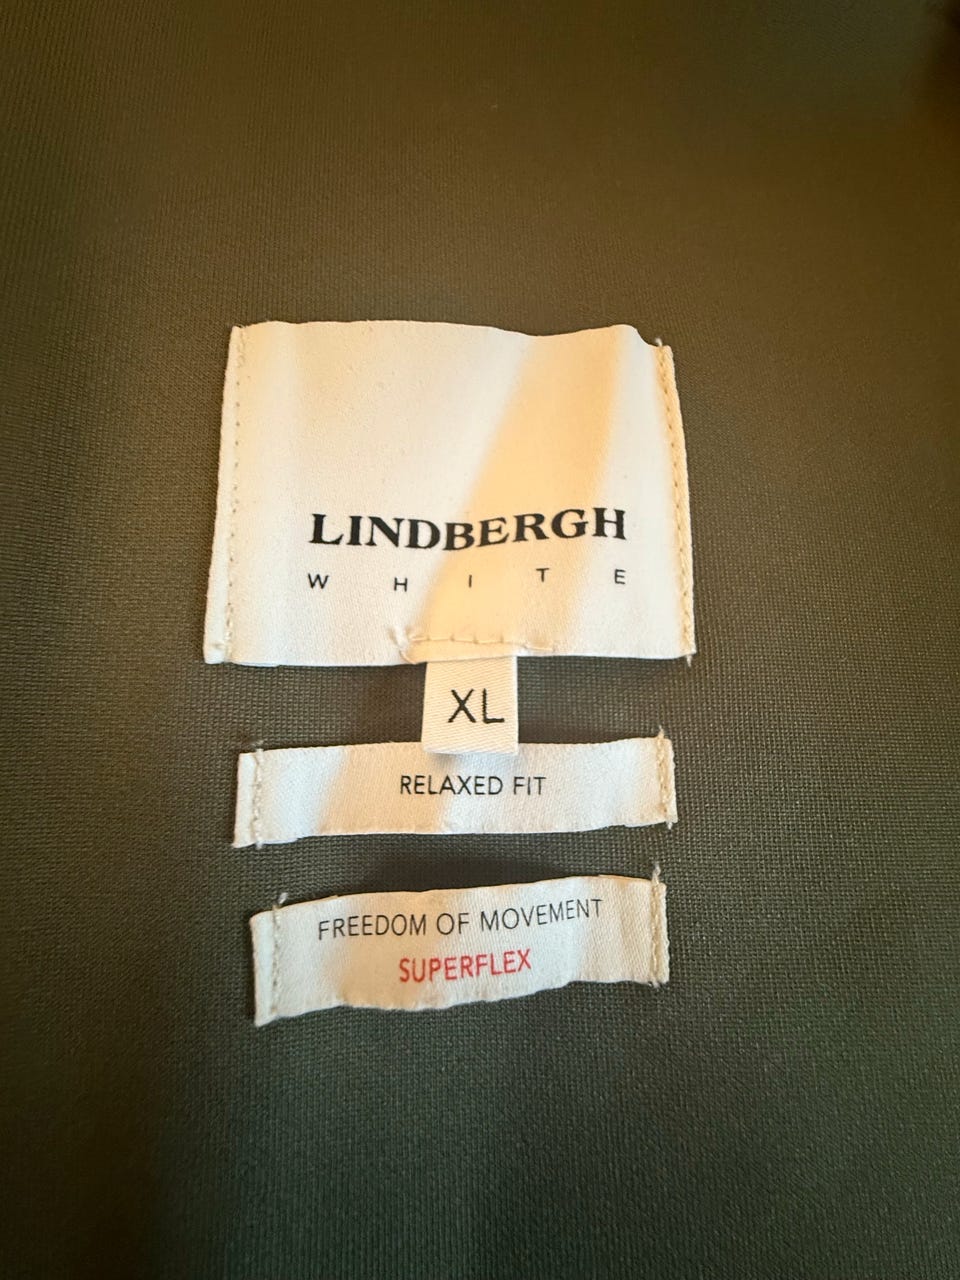 LINDBERGH
WHITE
XL
RELAXED FIT
FREEDOM OF MOVEMENT
SUPERFLEX